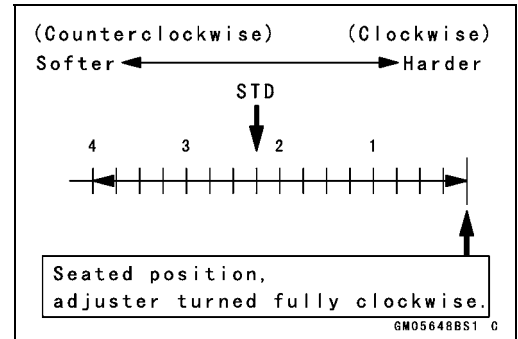 (Counterclockwise) (Clockwise)
Softer Harder
STD
4 3 2 1
Seated position,
adjuster turned fully clockwise.
GM05648BS1 C